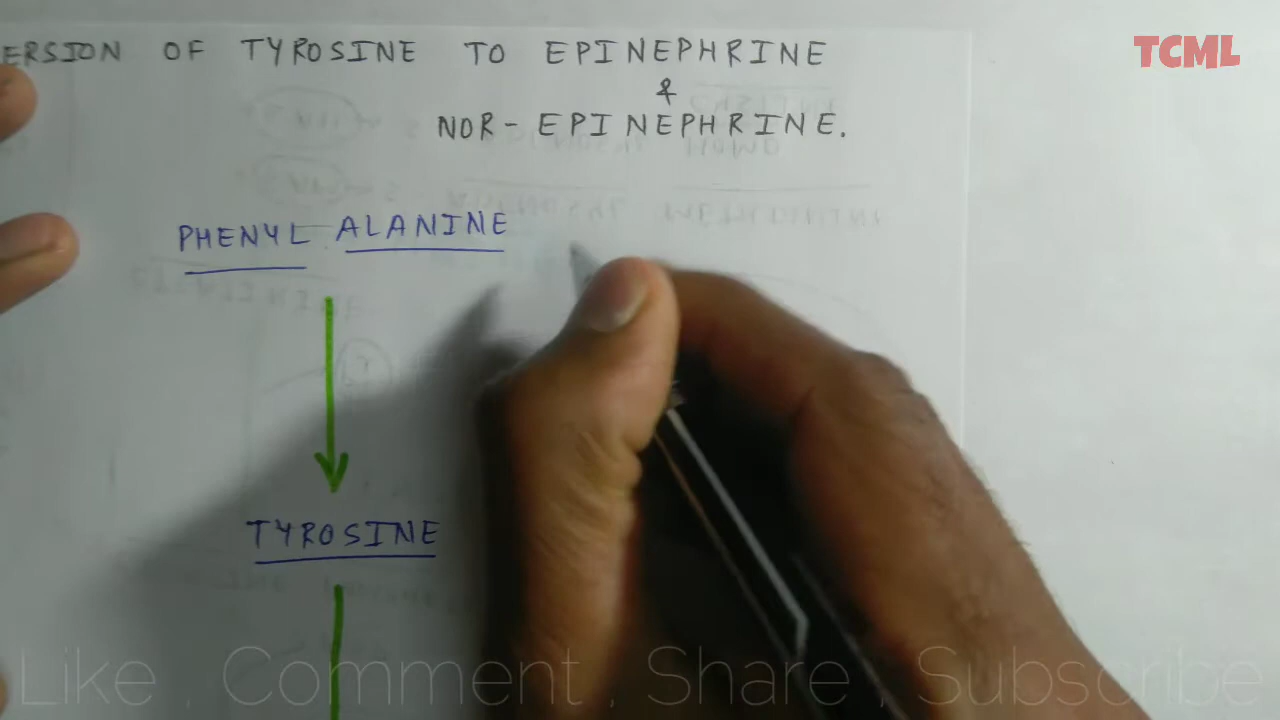 ERSION OF TYROSINE TO EPINEPHRINE
&
NOR-EPINEPHRINE.
TCML
PHENYL ALANINE
TYROSINE
Like , Comment , Share , Subscribe